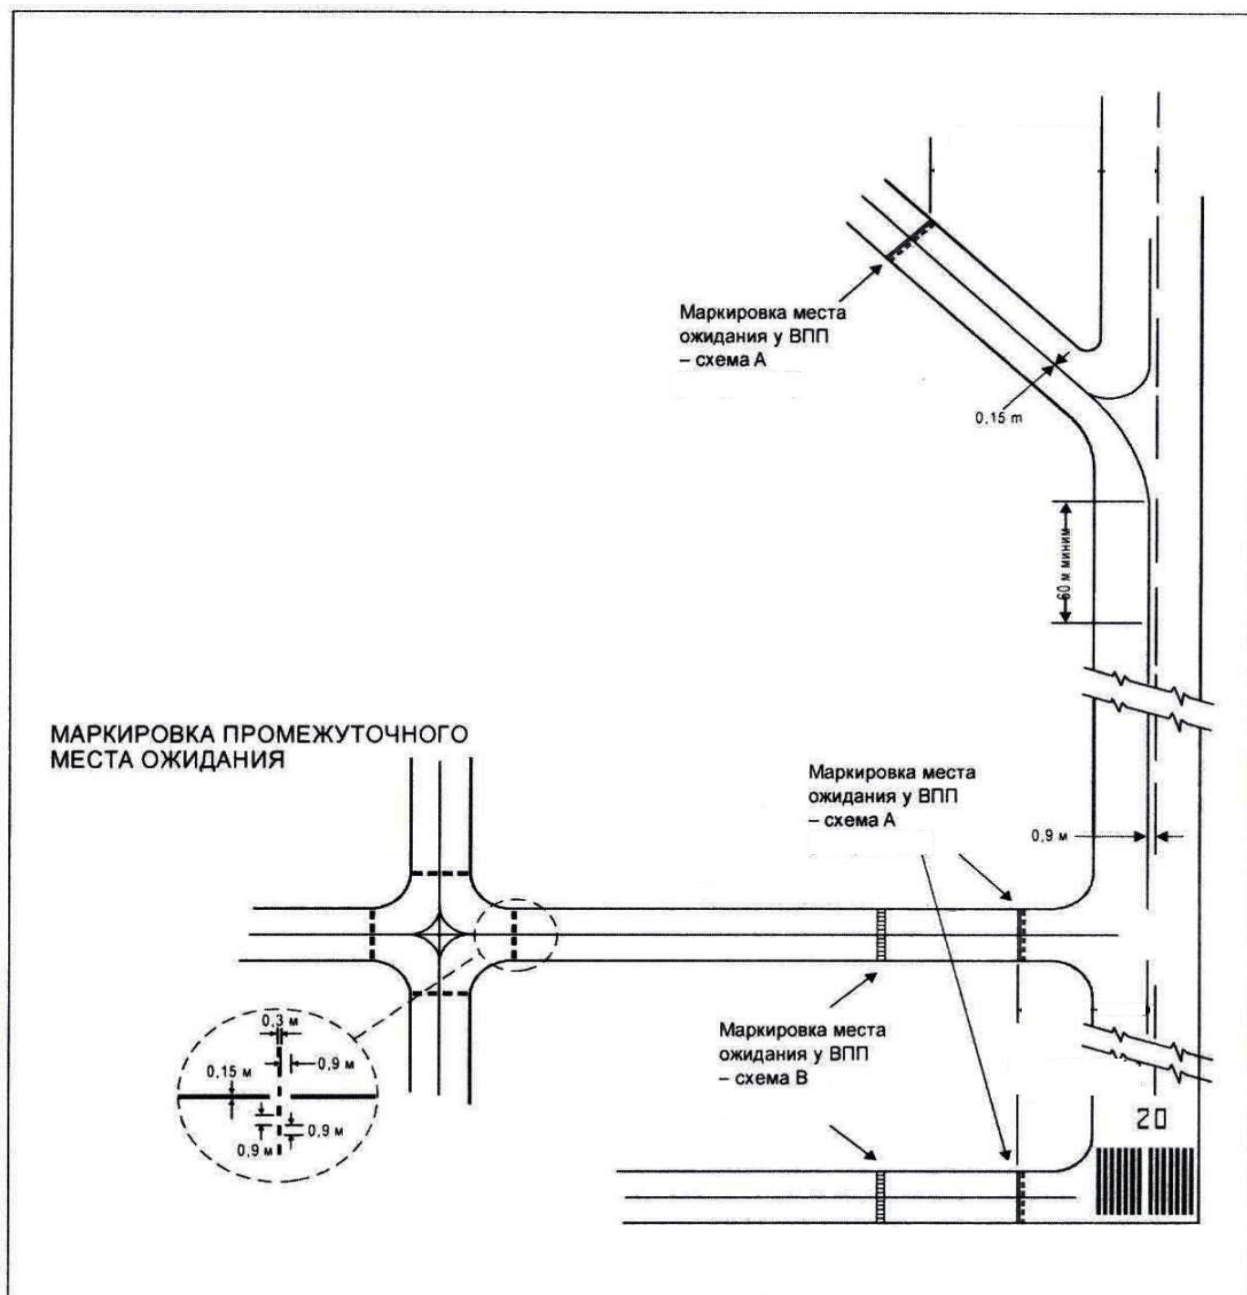 Маркировка места
ожидания у ВПП
– схема А
0,15 m
60 м миним
МАРКИРОВКА ПРОМЕЖУТОЧНОГО
МЕСТА ОЖИДАНИЯ
Маркировка места
ожидания у ВПП
– схема А
0,9 м
0,3 м
0,9 м
0,15 м
0,9 м
0,9 м
Маркировка места
ожидания у ВПП
– схема В
20